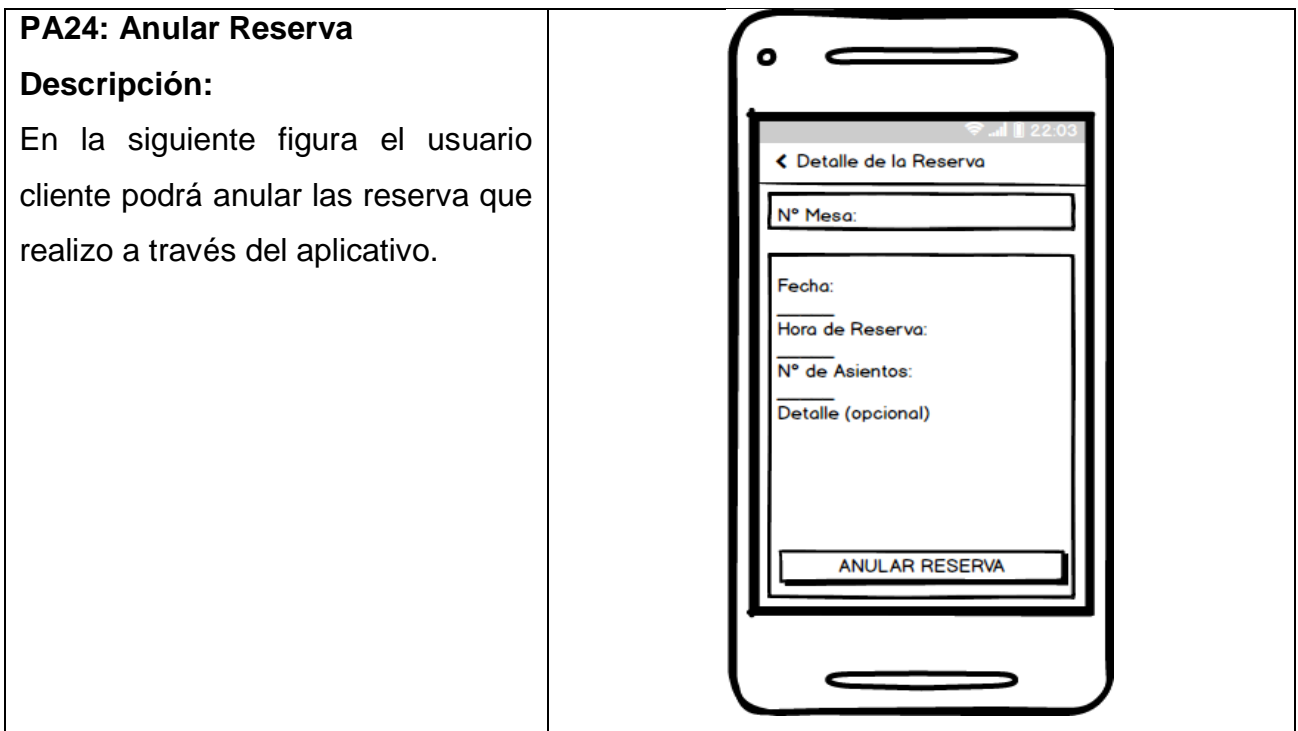 PA24: Anular Reserva
Descripción:
En la siguiente figura el usuario
cliente podrá anular las reserva que
realizo a través del aplicativo.
22:03
Detalle de la Reserva
N° Mesa:
Fecha:
Hora de Reserva:
N° de Asientos:
Detalle (opcional)
ANULAR RESERVA